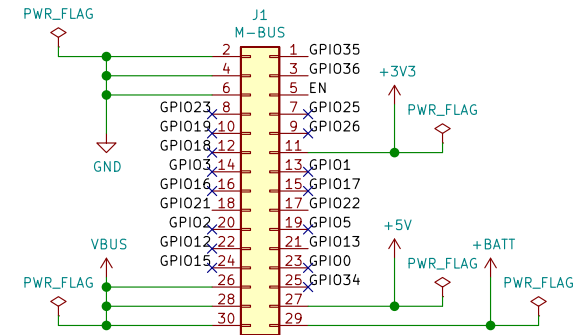 PWR_FLAG
J1
M-BUS
2 1 GPIO35
4 3 GPIO36
6 5 EN
+3V3
PWR_FLAG
GPIO23 8 7 GPIO25
GPIO19 10 9 GPIO26
GPIO18 12 11
GND
GPIO3 14 13 GPIO1
GPIO16 16 15 GPIO17
GPIO21 18 17 GPIO22
GPIO2 20 19 GPIO5
+5V
VBUS
GPIO12 22 21 GPIO13
+BATT
GPIO15 24 23 GPIO0
PWR_FLAG
PWR_FLAG
PWR_FLAG
26 25 GPIO34
28 27
30 29